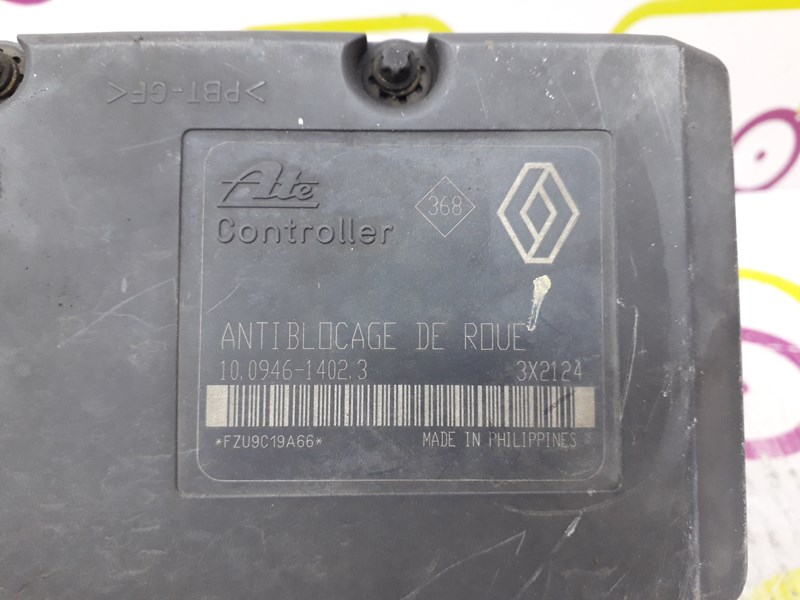 >PBT-GF<
Ate
368
Controller
ANTIBLOCAGE DE ROUE
10.0946-1402.3 3X2124
*FZU9C19A66* MADE IN PHILIPPINES